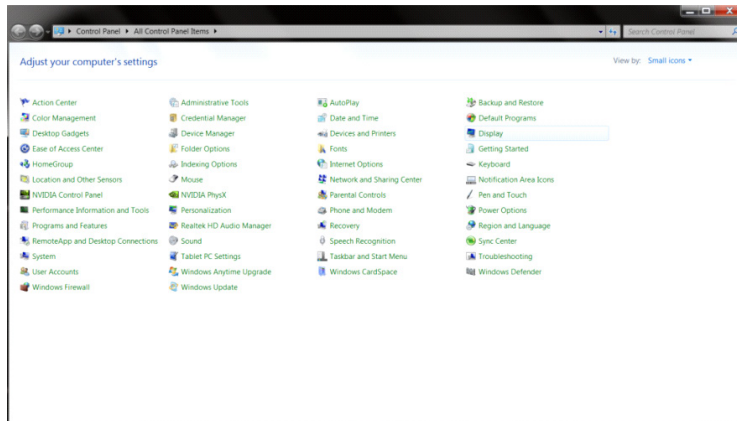 Control Panel
All Control Panel Items
Search Control Panel
Adjust your computer's settings
View by: Small icons
Action Center
Administrative Tools
AutoPlay
Backup and Restore
Color Management
Credential Manager
Date and Time
Default Programs
Desktop Gadgets
Device Manager
Devices and Printers
Display
Ease of Access Center
Folder Options
Fonts
Getting Started
HomeGroup
Indexing Options
Internet Options
Keyboard
Location and Other Sensors
Mouse
Network and Sharing Center
Notification Area Icons
NVIDIA Control Panel
NVIDIA PhysX
Parental Controls
Pen and Touch
Performance Information and Tools
Personalization
Phone and Modem
Power Options
Programs and Features
Realtek HD Audio Manager
Recovery
Region and Language
RemoteApp and Desktop Connections
Sound
Speech Recognition
Sync Center
System
Tablet PC Settings
Taskbar and Start Menu
Troubleshooting
User Accounts
Windows Anytime Upgrade
Windows CardSpace
Windows Defender
Windows Firewall
Windows Update